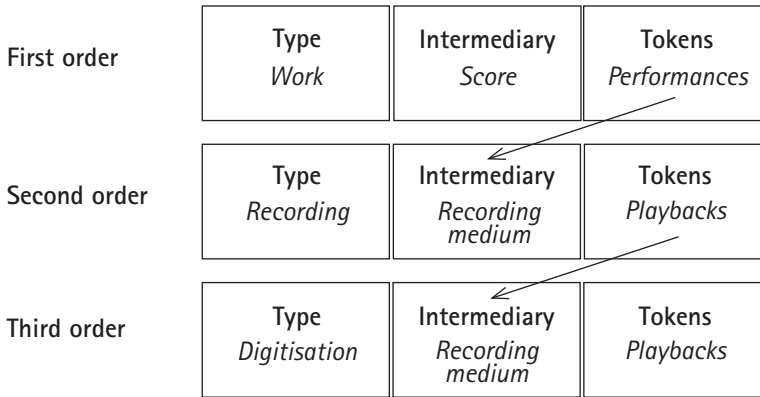 First order
Type
Work
Intermediary
Score
Tokens
Performances
Second order
Type
Recording
Intermediary
Recording
medium
Tokens
Playbacks
Third order
Type
Digitisation
Intermediary
Recording
medium
Tokens
Playbacks